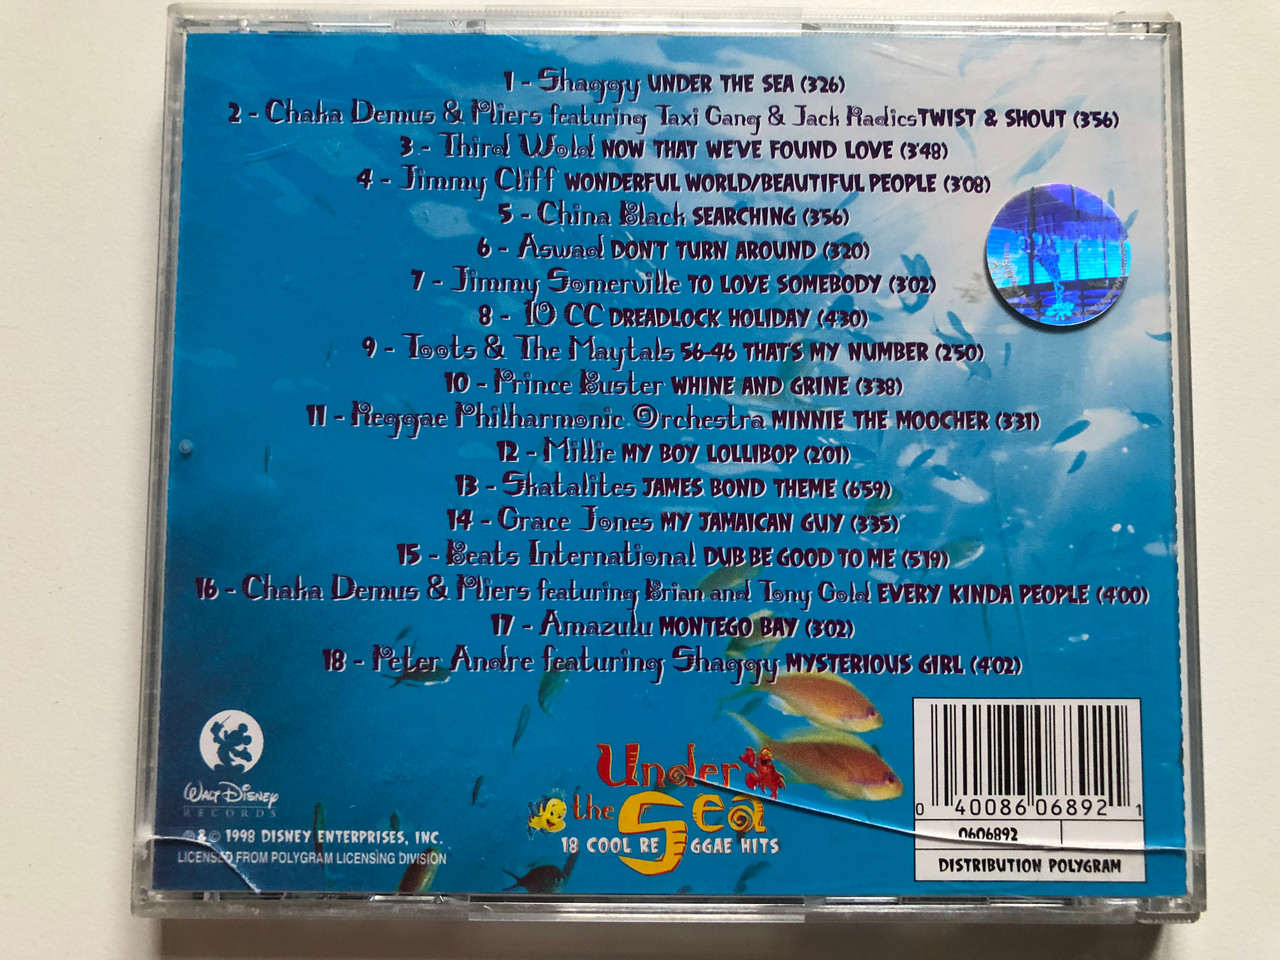 1 - Shaggy UNDER THE SEA (3'26)
2 - Chaka Demus & Pliers featuring Taxi Gang & Jack Radics TWIST & SHOUT (3'56)
3 - Third Wold NOW THAT WE'VE FOUND LOVE (3'48)
4 - Jimmy Cliff WONDERFUL WORLD/BEAUTIFUL PEOPLE (3'08)
5 - China Black SEARCHING (3'56)
6 - Aswad DON'T TURN AROUND (3'20)
7 - Jimmy Somerville TO LOVE SOMEBODY (3'02)
8 - 10 CC DREADLOCK HOLIDAY (4'30)
9 - Toots & The Maytals 56-46 THAT'S MY NUMBER (2'50)
10 - Prince Buster WHINE AND GRINE (3'38)
11 - Reggae Philharmonic Orchestra MINNIE THE MOOCHER (3'31)
12 - Millie MY BOY LOLLIBOP (2'01)
13 - Skatalites JAMES BOND THEME (6'59)
14 - Grace Jones MY JAMAICAN GUY (3'35)
15 - Beats International DUB BE GOOD TO ME (5'19)
16 - Chaka Demus & Pliers featuring Brian and Tony Gold EVERY KINDA PEOPLE (4'00)
17 - Amazulu MONTEGO BAY (3'02)
18 - Peter Andre featuring Shaggy MYSTERIOUS GIRL (4'02)
WALT DISNEY
RECORDS
℗ & © 1998 DISNEY ENTERPRISES, INC.
LICENSED FROM POLYGRAM LICENSING DIVISION
Under
the Sea
18 COOL REGGAE HITS
0 40086 06892 1
0606892
DISTRIBUTION POLYGRAM